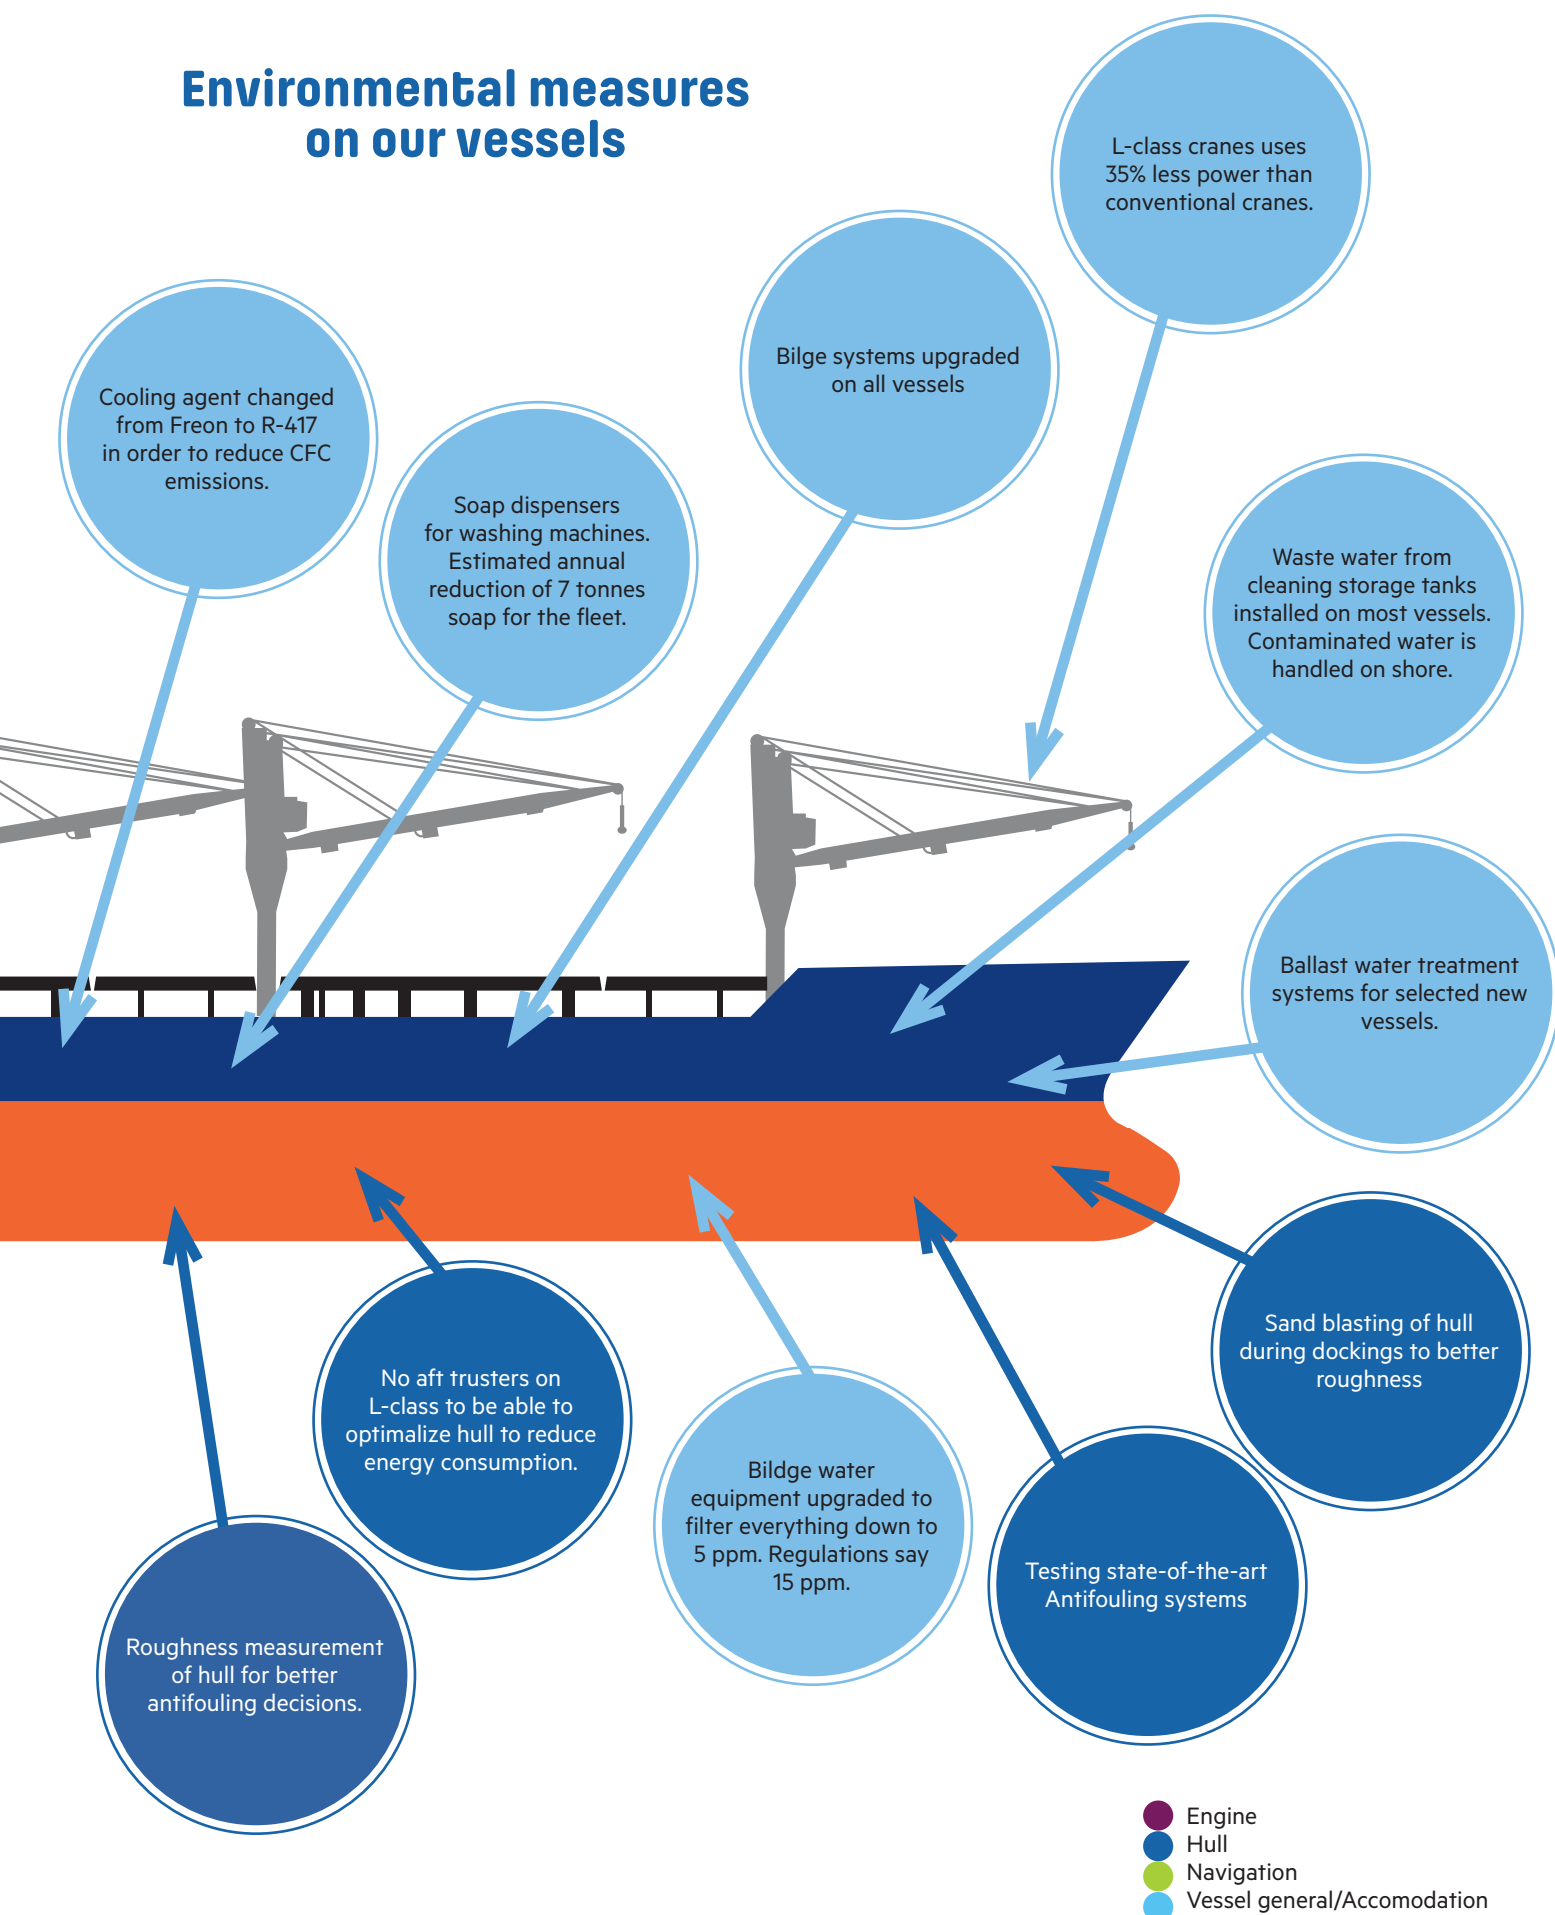 Environmental measures
on our vessels
L-class cranes uses
35% less power than
conventional cranes.
Bilge systems upgraded
on all vessels
Cooling agent changed
from Freon to R-417
in order to reduce CFC
emissions.
Soap dispensers
for washing machines.
Estimated annual
reduction of 7 tonnes
soap for the fleet.
Waste water from
cleaning storage tanks
installed on most vessels.
Contaminated water is
handled on shore.
Ballast water treatment
systems for selected new
vessels.
Sand blasting of hull
during dockings to better
roughness
No aft trusters on
L-class to be able to
optimalize hull to reduce
energy consumption.
Bildge water
equipment upgraded to
filter everything down to
5 ppm. Regulations say
15 ppm.
Testing state-of-the-art
Antifouling systems
Roughness measurement
of hull for better
antifouling decisions.
Engine
Hull
Navigation
Vessel general/Accomodation